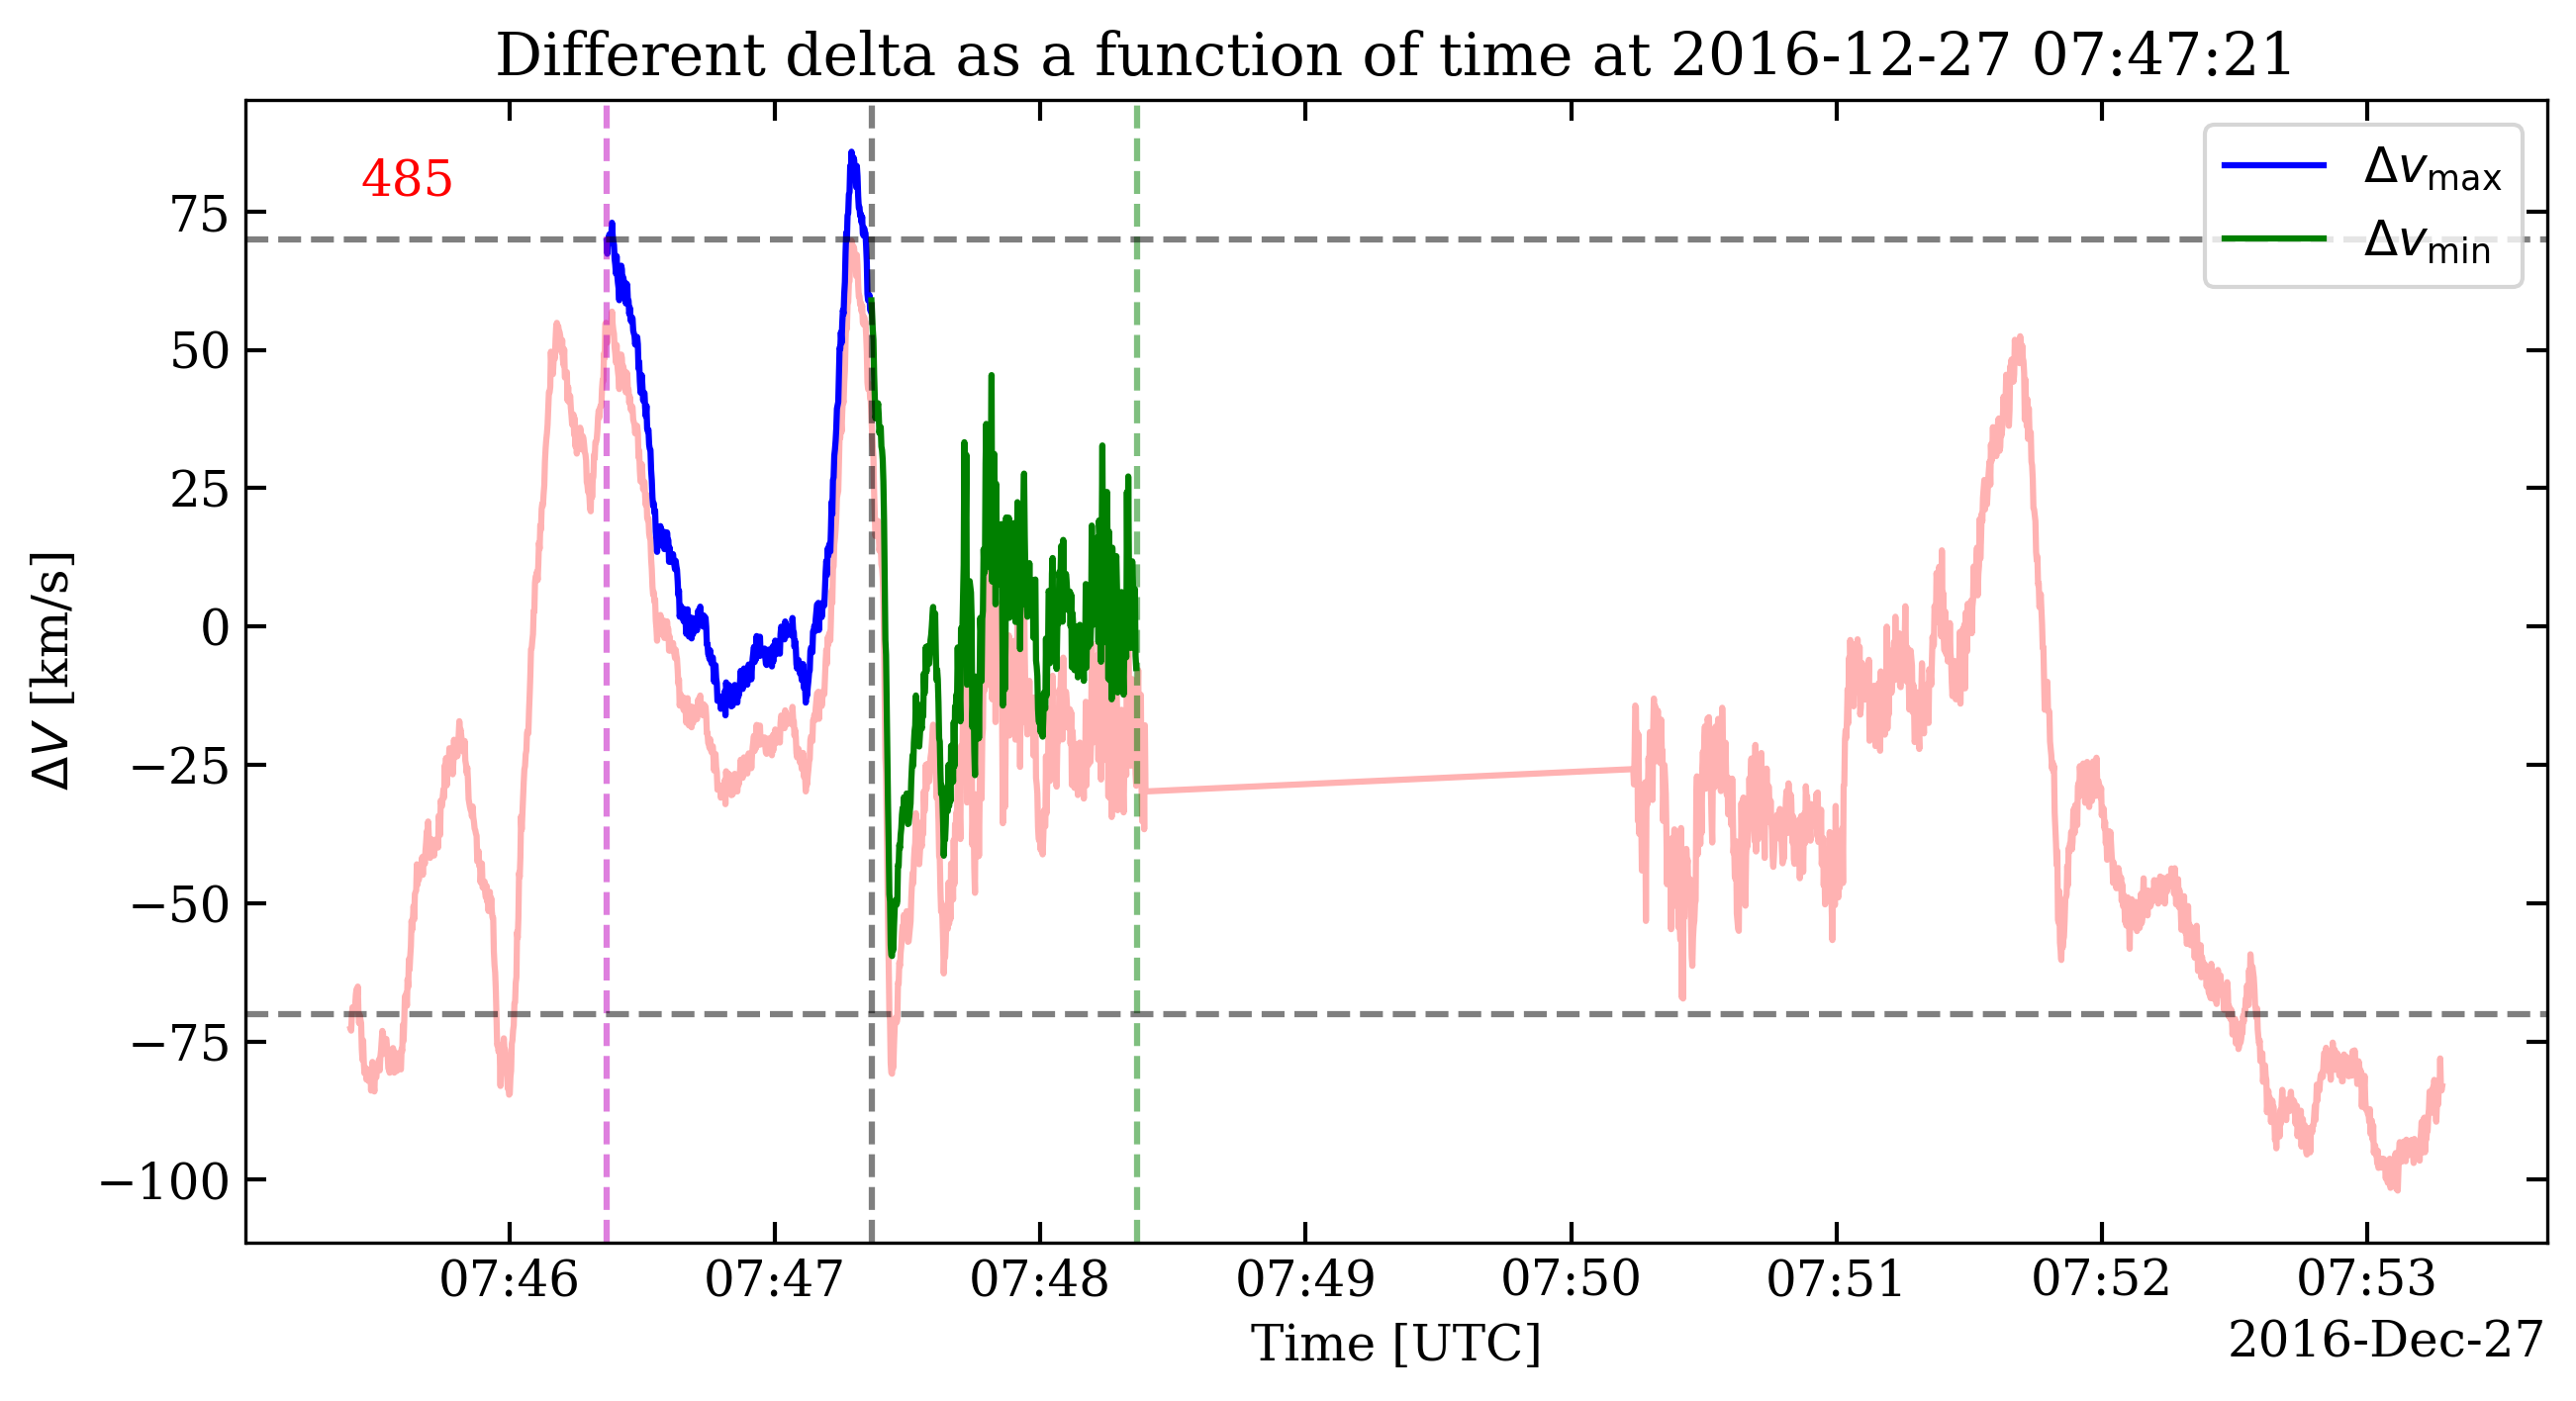 Different delta as a function of time at 2016-12-27 07:47:21
485
Δv_max
Δv_min
75
50
25
0
−25
−50
−75
−100
ΔV [km/s]
07:46 07:47 07:48 07:49 07:50 07:51 07:52 07:53
Time [UTC]
2016-Dec-27